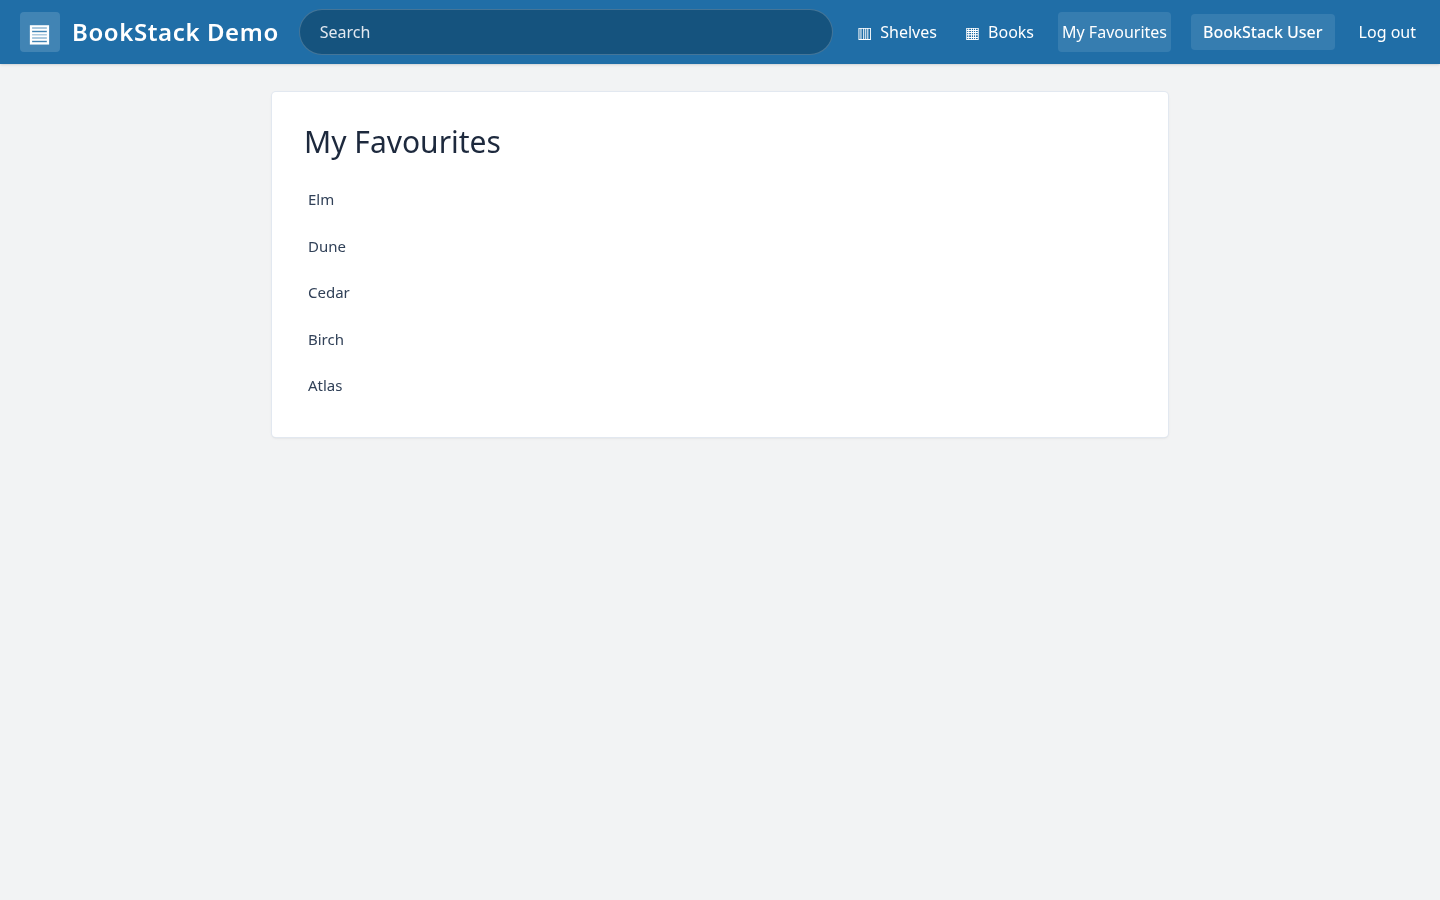 BookStack Demo
Search
Shelves
Books
My Favourites
BookStack User
Log out
My Favourites
Elm
Dune
Cedar
Birch
Atlas